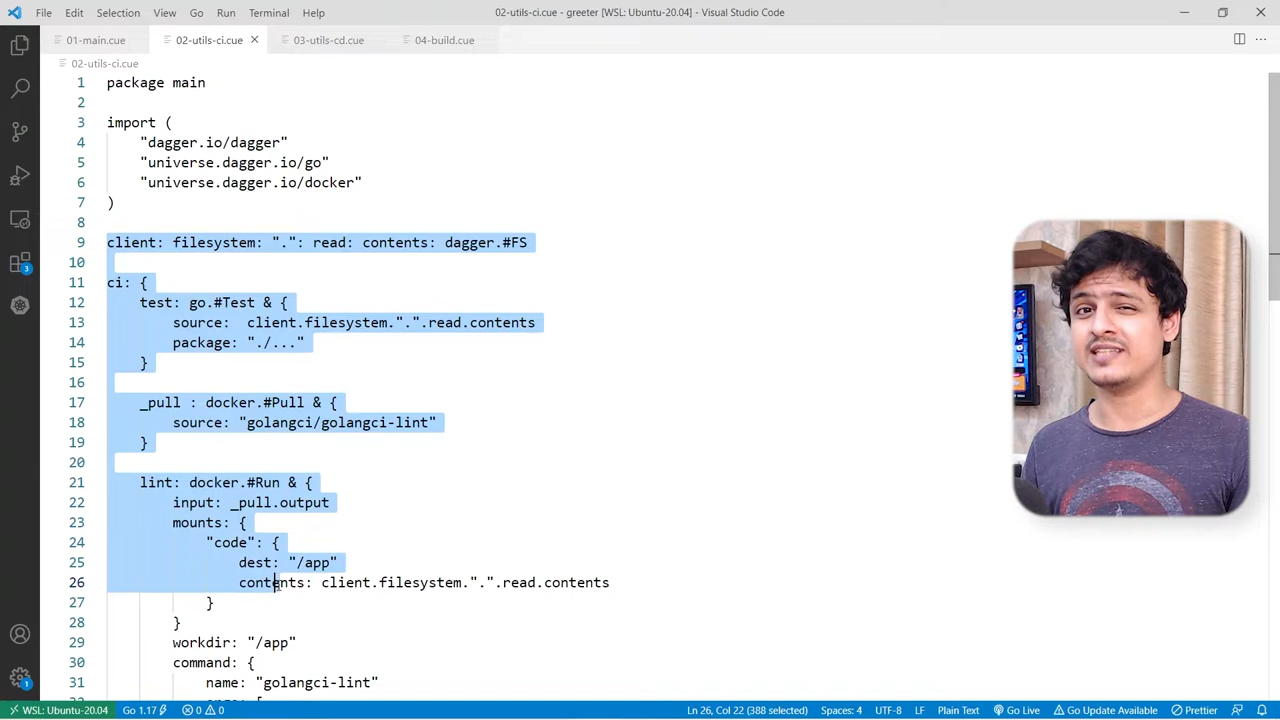 File Edit Selection View Go Run Terminal Help
02-utils-ci.cue - greeter [WSL: Ubuntu-20.04] - Visual Studio Code
01-main.cue 02-utils-ci.cue 03-utils-cd.cue 04-build.cue
02-utils-ci.cue
1 package main
2
3 import (
4 "dagger.io/dagger"
5 "universe.dagger.io/go"
6 "universe.dagger.io/docker"
7 )
8
9 client: filesystem: ".": read: contents: dagger.#FS
10
11 ci: {
12 test: go.#Test & {
13 source: client.filesystem.".".read.contents
14 package: "./..."
15 }
16
17 _pull : docker.#Pull & {
18 source: "golangci/golangci-lint"
19 }
20
21 lint: docker.#Run & {
22 input: _pull.output
23 mounts: {
24 "code": {
25 dest: "/app"
26 contents: client.filesystem.".".read.contents
27 }
28 }
29 workdir: "/app"
30 command: {
31 name: "golangci-lint"
3
1
WSL: Ubuntu-20.04 Go 1.17 0 0 Ln 26, Col 22 (388 selected) Spaces: 4 UTF-8 LF Plain Text Go Live Go Update Available Prettier